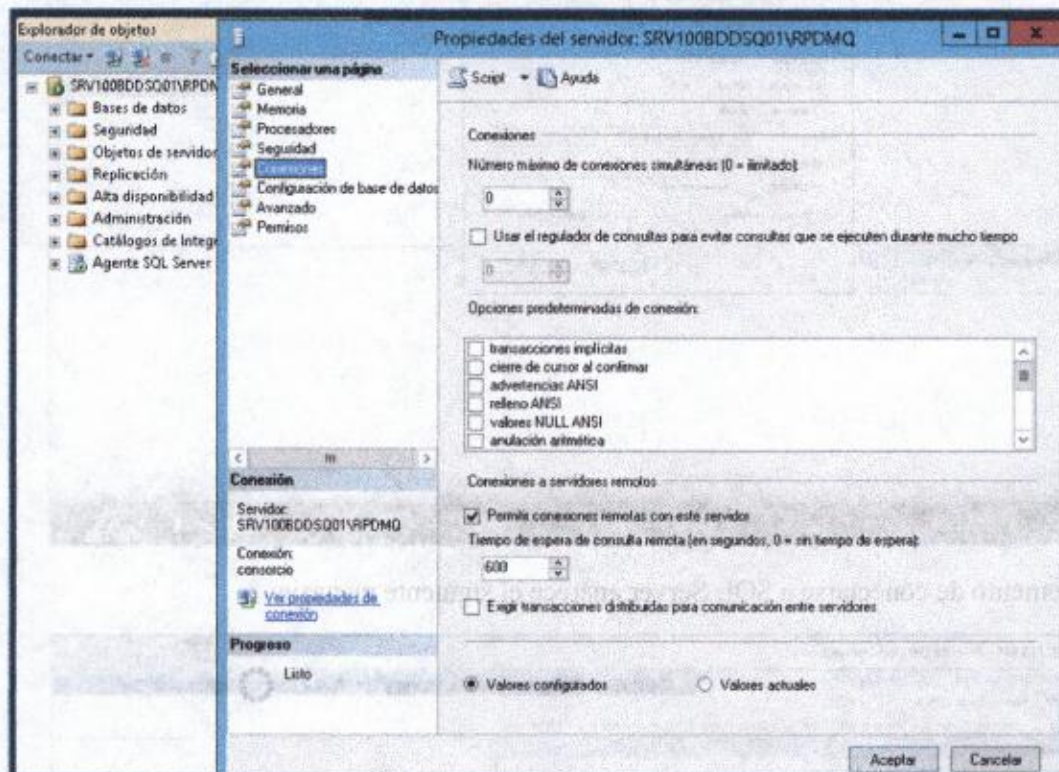 Explorador de objetos
Conectar
SRV100BDDSQ01\RPDM
Bases de datos
Seguridad
Objetos de servidor
Replicación
Alta disponibilidad
Administración
Catálogos de Integr
Agente SQL Server
Propiedades del servidor: SRV100BDDSQ01\RPDMQ
Seleccionar una página
General
Memoria
Procesadores
Seguridad
Conexiones
Configuración de base de datos
Avanzado
Permisos
Conexión
Servidor:
SRV100BDDSQ01\RPDMQ
Conexión:
consorcio
Ver propiedades de
conexión
Progreso
Listo
Script Ayuda
Conexiones
Número máximo de conexiones simultáneas (0 = ilimitado):
0
Usar el regulador de consultas para evitar consultas que se ejecuten durante mucho tiempo
0
Opciones predeterminadas de conexión:
transacciones implícitas
cierre de cursor al confirmar
advertencias ANSI
relleno ANSI
valores NULL ANSI
anulación aritmética
Conexiones a servidores remotos
Permitir conexiones remotas con este servidor
Tiempo de espera de consulta remota (en segundos, 0 = sin tiempo de espera):
600
Exigir transacciones distribuidas para comunicación entre servidores
Valores configurados Valores actuales
Aceptar Cancelar